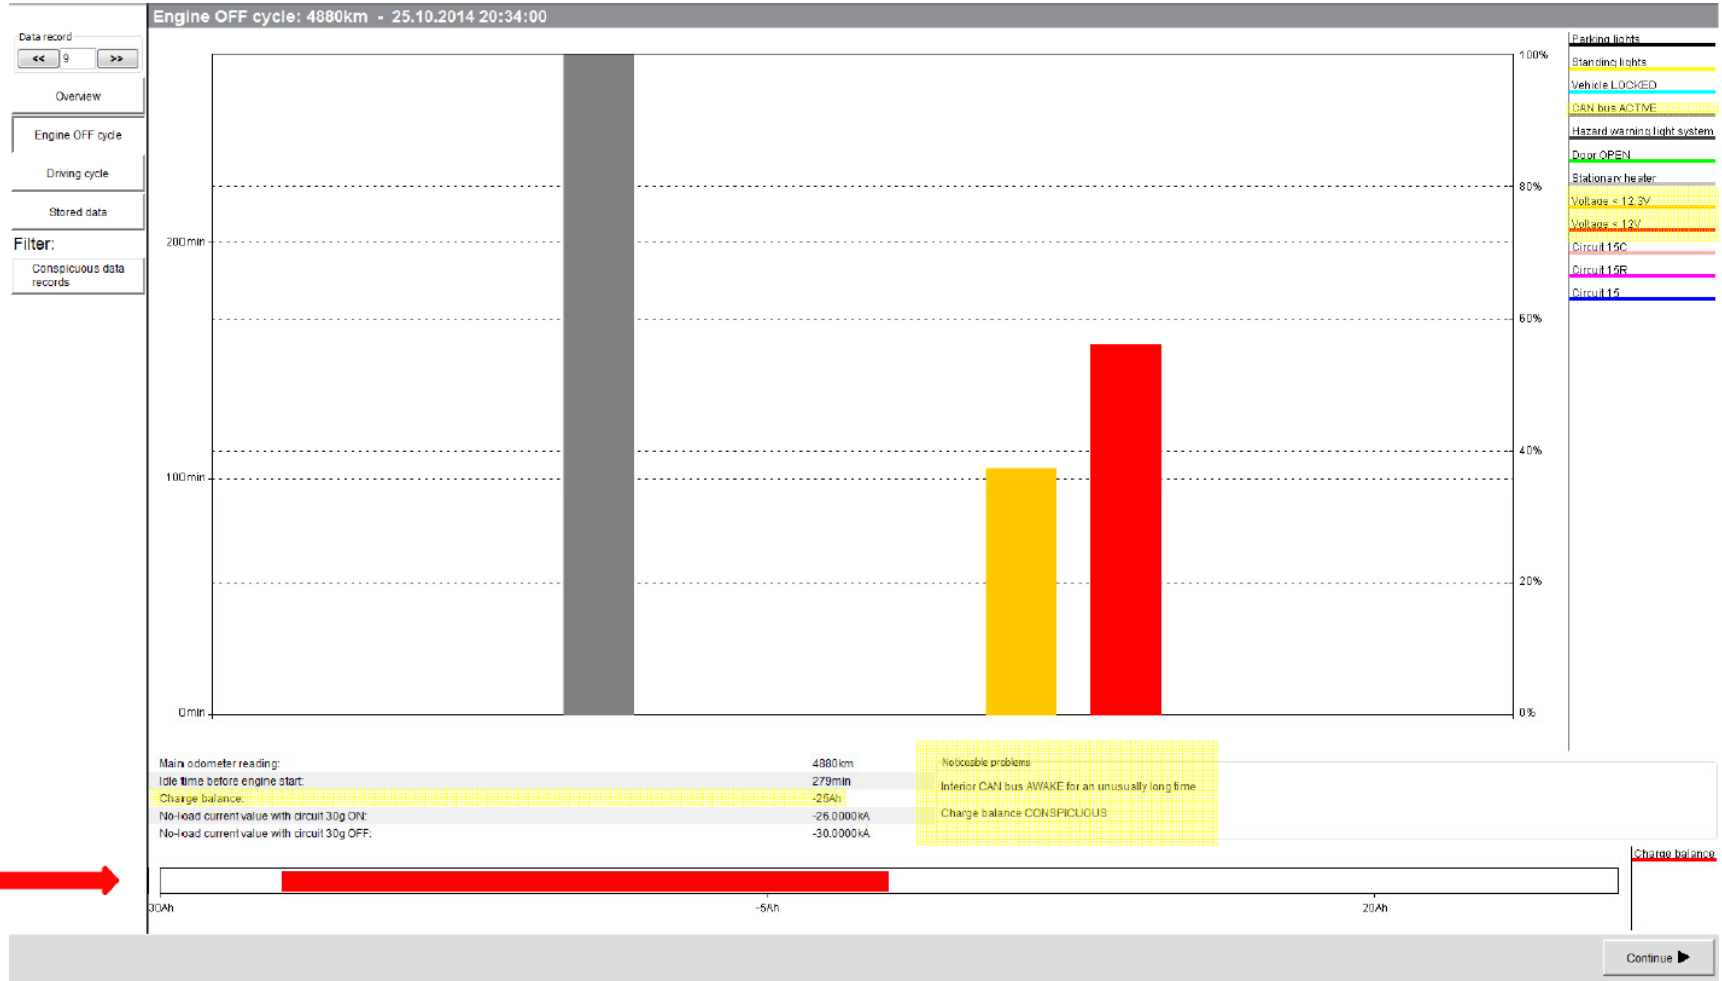 Engine OFF cycle: 4880km - 25.10.2014 20:34:00
Data record
<< 9 >>
Overview
Engine OFF cycle
Driving cycle
Stored data
Filter:
Conspicuous data
records
200min
100min
0min
100%
80%
60%
40%
20%
0%
Parking lights
Standing lights
Vehicle LOCKED
CAN bus ACTIVE
Hazard warning light system
Door OPEN
Stationary heater
Voltage < 12.3V
Voltage < 12V
Circuit 15C
Circuit 15R
Circuit 15
Main odometer reading: 4880km
Idle time before engine start: 279min
Charge balance: -25Ah
No-load current value with circuit 30g ON: -26.0000kA
No-load current value with circuit 30g OFF: -30.0000kA
Noticeable problems
Interior CAN bus AWAKE for an unusually long time
Charge balance CONSPICUOUS
Charge balance
30Ah -5Ah 20Ah
Continue